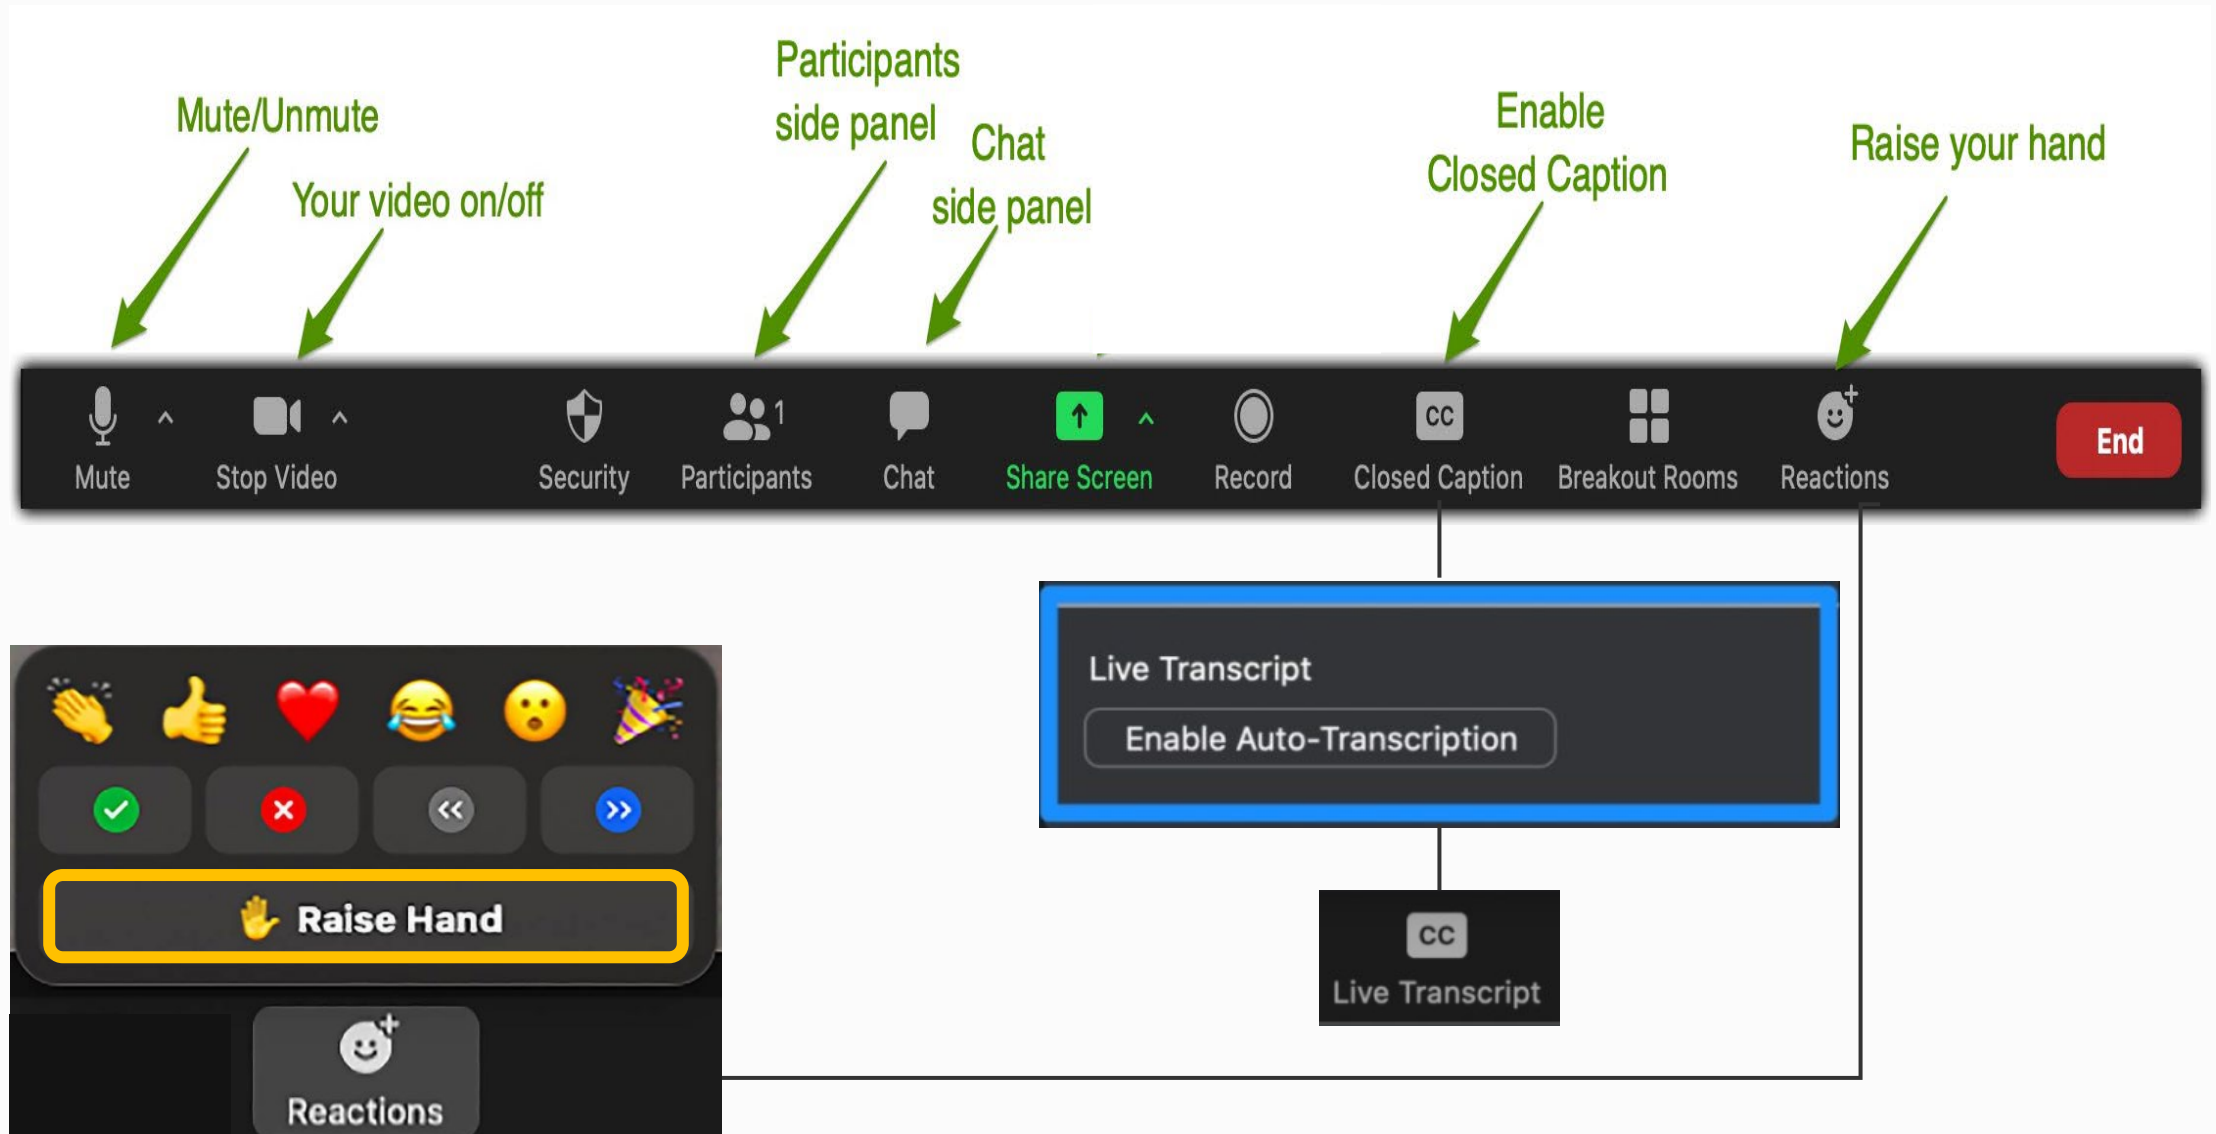 Participants
side panel
Mute/Unmute
Chat
side panel
Enable
Closed Caption
Raise your hand
Your video on/off
1
CC
Mute
Stop Video
Security
Participants
Chat
Share Screen
Record
Closed Caption
Breakout Rooms
Reactions
End
Live Transcript
Enable Auto-Transcription
CC
Live Transcript
Raise Hand
Reactions